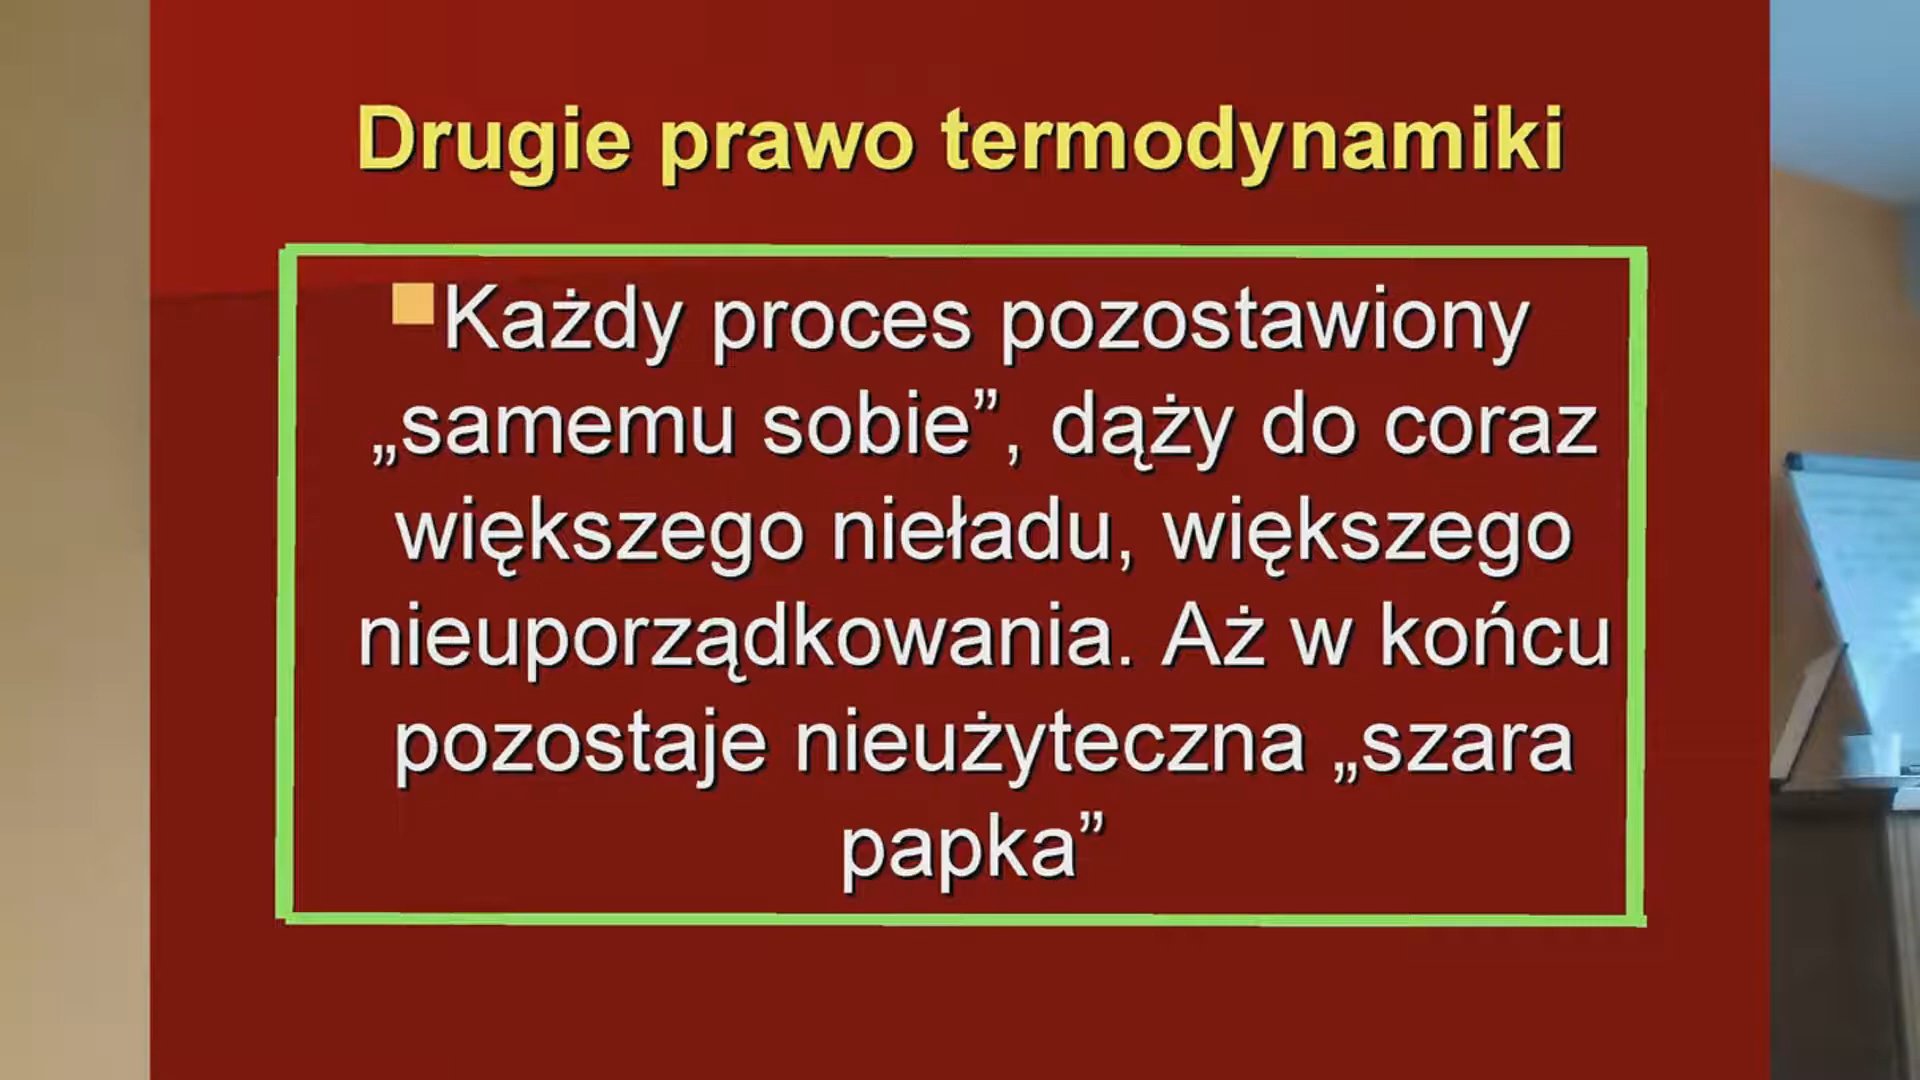 Drugie prawo termodynamiki
Każdy proces pozostawiony
„samemu sobie”, dąży do coraz
większego nieładu, większego
nieuporządkowania. Aż w końcu
pozostaje nieużyteczna „szara
papka”